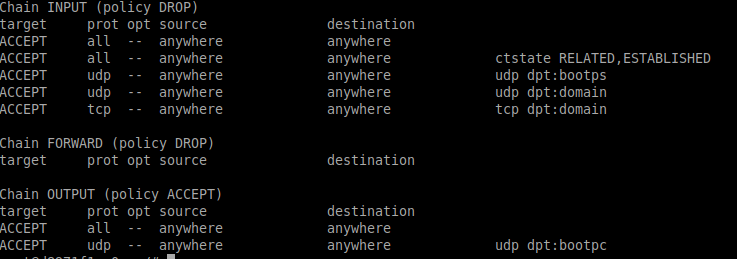 Chain INPUT (policy DROP)
target     prot opt source               destination
ACCEPT     all  --  anywhere             anywhere
ACCEPT     all  --  anywhere             anywhere             ctstate RELATED,ESTABLISHED
ACCEPT     udp  --  anywhere             anywhere             udp dpt:bootps
ACCEPT     udp  --  anywhere             anywhere             udp dpt:domain
ACCEPT     tcp  --  anywhere             anywhere             tcp dpt:domain

Chain FORWARD (policy DROP)
target     prot opt source               destination

Chain OUTPUT (policy ACCEPT)
target     prot opt source               destination
ACCEPT     all  --  anywhere             anywhere
ACCEPT     udp  --  anywhere             anywhere             udp dpt:bootpc